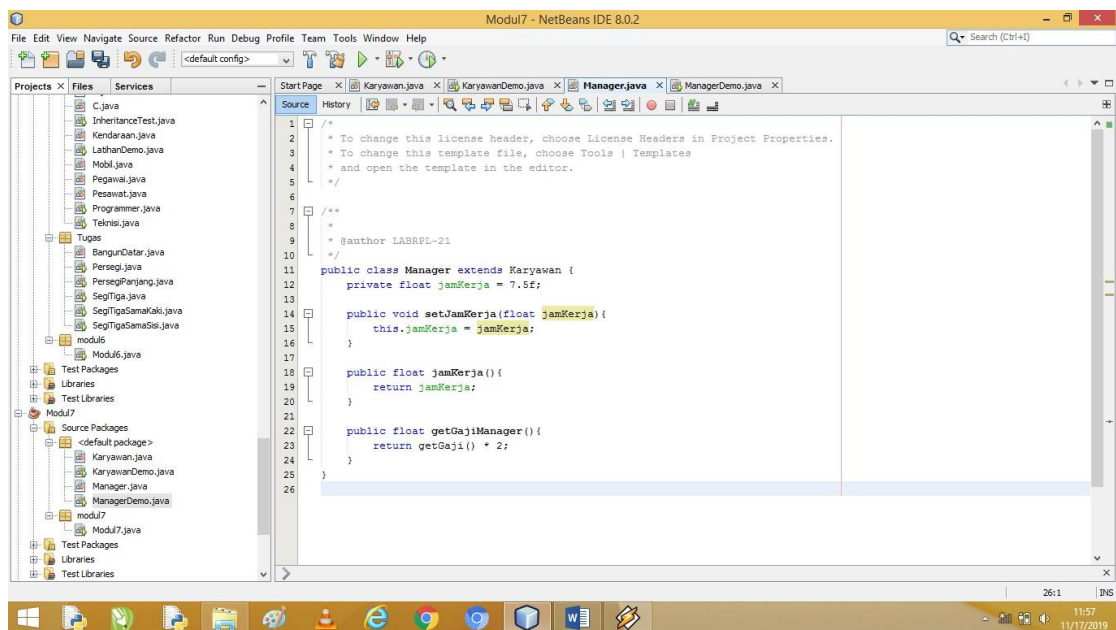 Modul7 - NetBeans IDE 8.0.2
File Edit View Navigate Source Refactor Run Debug Profile Team Tools Window Help
Search (Ctrl+I)
<default config>
Projects Files Services
Start Page Karyawan.java KaryawanDemo.java Manager.java ManagerDemo.java
Source History
C.java
InheritanceTest.java
Kendaraan.java
LatihanDemo.java
Mobil.java
Pegawai.java
Pesawat.java
Programmer.java
Teknisi.java
Tugas
BangunDatar.java
Persegi.java
PersegiPanjang.java
SegiTiga.java
SegiTigaSamaKaki.java
SegiTigaSamaSisi.java
modul6
Modul6.java
Test Packages
Libraries
Test Libraries
Modul7
Source Packages
<default package>
Karyawan.java
KaryawanDemo.java
Manager.java
ManagerDemo.java
modul7
Modul7.java
Test Packages
Libraries
Test Libraries
1 /*
2 * To change this license header, choose License Headers in Project Properties.
3 * To change this template file, choose Tools | Templates
4 * and open the template in the editor.
5 */
6
7 /**
8 *
9 * @author LABRPL-21
10 */
11 public class Manager extends Karyawan {
12 private float jamKerja = 7.5f;
13
14 public void setJamKerja(float jamKerja){
15 this.jamKerja = jamKerja;
16 }
17
18 public float jamKerja(){
19 return jamKerja;
20 }
21
22 public float getGajiManager(){
23 return getGaji() * 2;
24 }
25 }
26
26:1 INS
11:57
11/17/2019